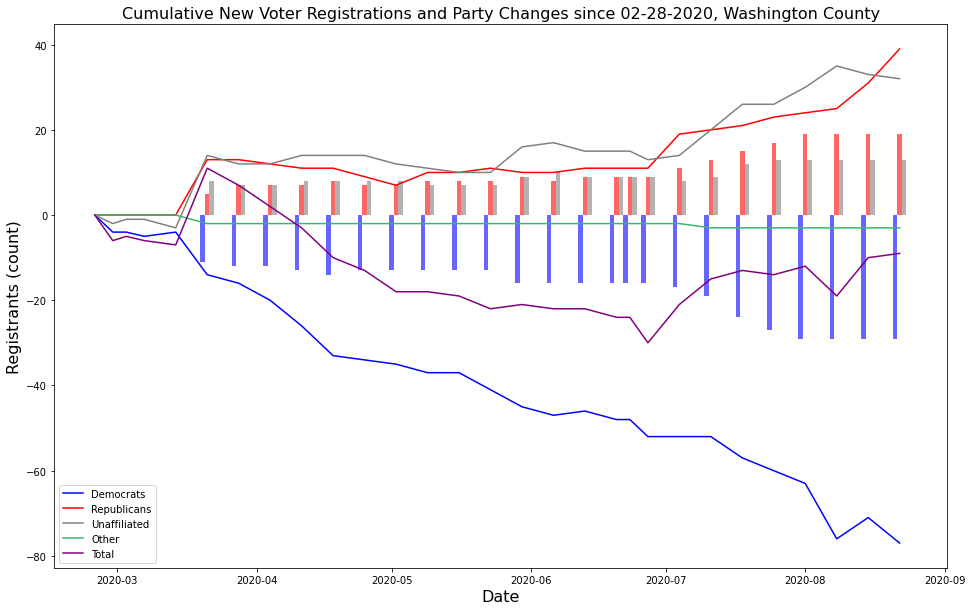 Cumulative New Voter Registrations and Party Changes since 02-28-2020, Washington County
Registrants (count)
40
20
0
−20
−40
−60
−80
Democrats
Republicans
Unaffiliated
Other
Total
2020-03
2020-04
2020-05
2020-06
2020-07
2020-08
2020-09
Date